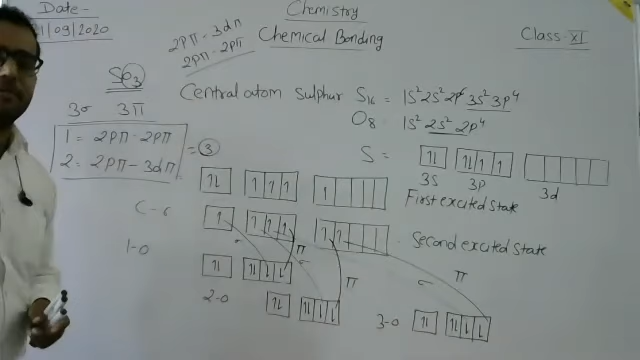 Date-
Chemistry
Chemical Bonding
Class-XI
01/09/2020
2pπ-3dπ
2pπ-2pπ
SO3
3σ 3π
1 = 2pπ-2pπ
2 = 2pπ-3dπ
= 3
Central atom sulphur S16 = 1S² 2S² 2p⁶ 3S² 3p⁴
O8 = 1S² 2S² 2p⁴
S =
3S 3p 3d
First excited state
Second excited state
σ π σ π
π
1-O
2-O
3-O